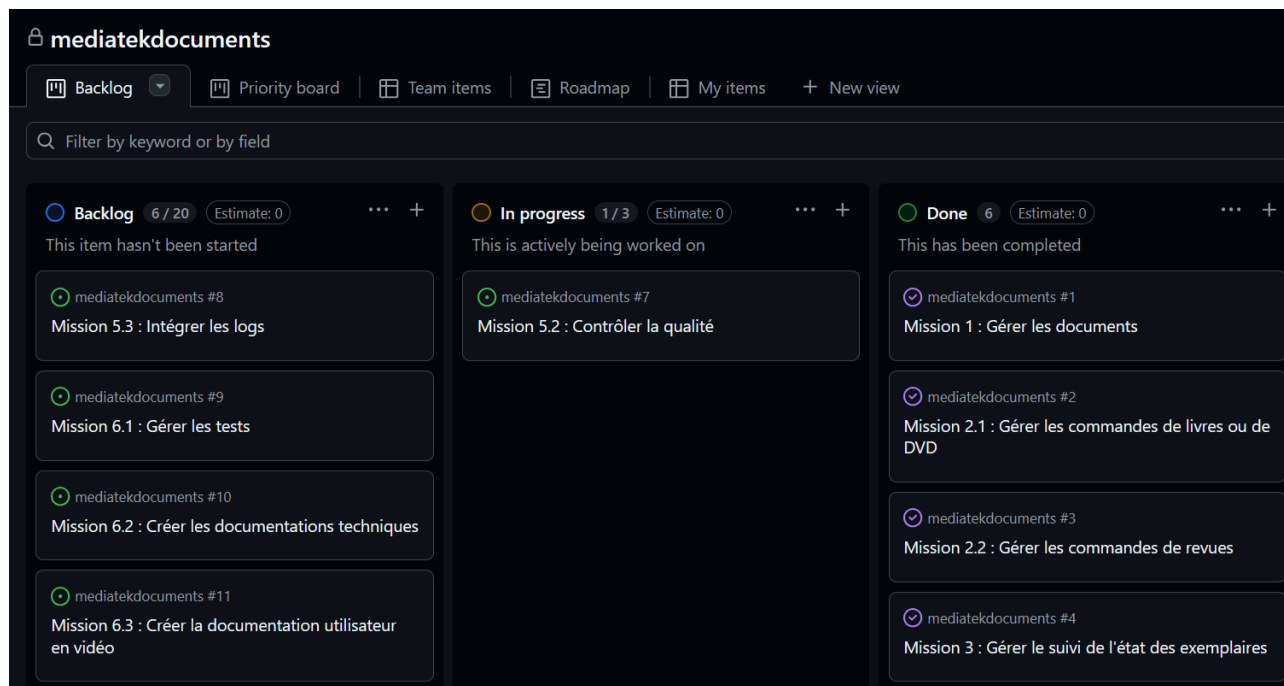 mediatekdocuments
Backlog
Priority board
Team items
Roadmap
My items
New view
Filter by keyword or by field
Backlog 6 / 20 Estimate: 0
This item hasn't been started
mediatekdocuments #8
Mission 5.3 : Intégrer les logs
mediatekdocuments #9
Mission 6.1 : Gérer les tests
mediatekdocuments #10
Mission 6.2 : Créer les documentations techniques
mediatekdocuments #11
Mission 6.3 : Créer la documentation utilisateur
en vidéo
In progress 1 / 3 Estimate: 0
This is actively being worked on
mediatekdocuments #7
Mission 5.2 : Contrôler la qualité
Done 6 Estimate: 0
This has been completed
mediatekdocuments #1
Mission 1 : Gérer les documents
mediatekdocuments #2
Mission 2.1 : Gérer les commandes de livres ou de
DVD
mediatekdocuments #3
Mission 2.2 : Gérer les commandes de revues
mediatekdocuments #4
Mission 3 : Gérer le suivi de l'état des exemplaires